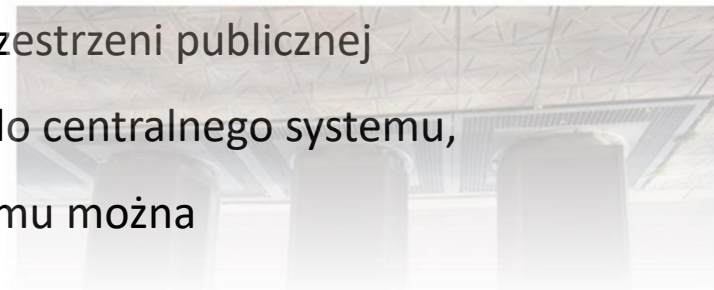 zestrzeni publicznej
lo centralnego systemu,
mu można